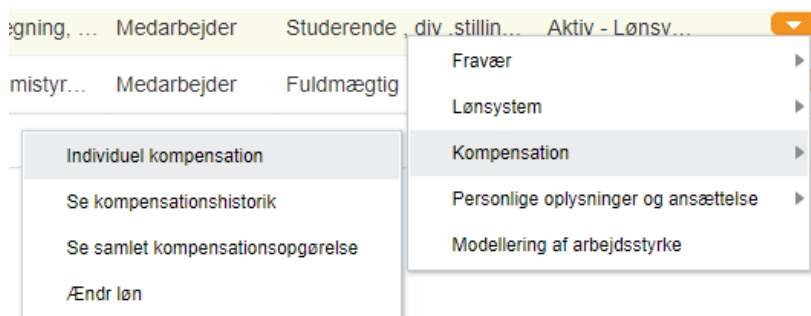 egning, ... Medarbejder Studerende , div .stillin... Aktiv - Lønsv...
mistyr... Medarbejder Fuldmægtig
Fravær
Lønsystem
Kompensation
Personlige oplysninger og ansættelse
Modellering af arbejdsstyrke
Individuel kompensation
Se kompensationshistorik
Se samlet kompensationsopgørelse
Ændr løn